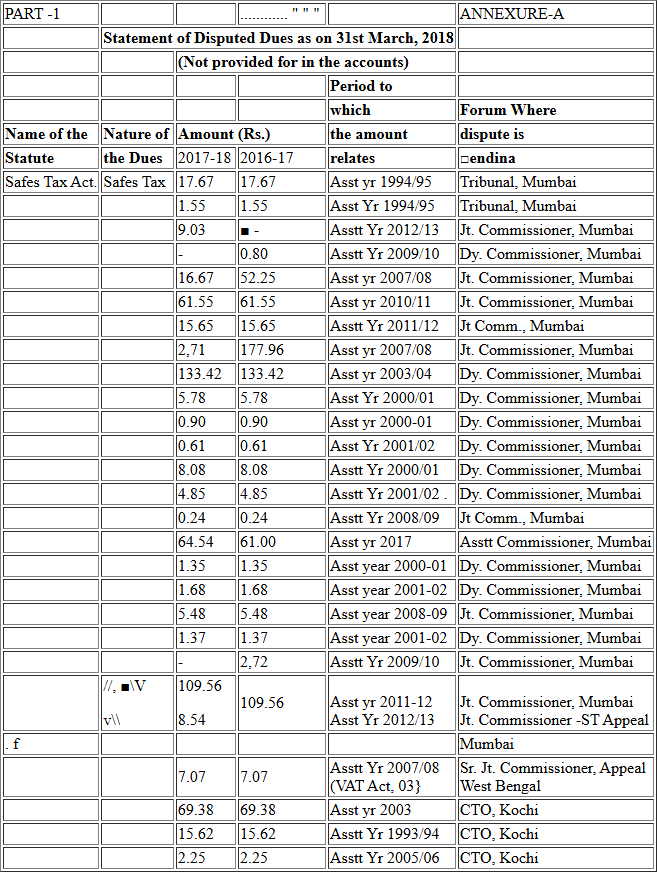 PART -1 ............ " " " ANNEXURE-A
Statement of Disputed Dues as on 31st March, 2018
(Not provided for in the accounts)
Period to
which Forum Where
Name of the Nature of Amount (Rs.) the amount dispute is
Statute the Dues 2017-18 2016-17 relates □endina
Safes Tax Act. Safes Tax 17.67 17.67 Asst yr 1994/95 Tribunal, Mumbai
1.55 1.55 Asst Yr 1994/95 Tribunal, Mumbai
9.03 ■ - Asstt Yr 2012/13 Jt. Commissioner, Mumbai
- 0.80 Asstt Yr 2009/10 Dy. Commissioner, Mumbai
16.67 52.25 Asst yr 2007/08 Jt. Commissioner, Mumbai
61.55 61.55 Asst yr 2010/11 Jt. Commissioner, Mumbai
15.65 15.65 Asstt Yr 2011/12 Jt Comm., Mumbai
2,71 177.96 Asst yr 2007/08 Jt. Commissioner, Mumbai
133.42 133.42 Asst yr 2003/04 Dy. Commissioner, Mumbai
5.78 5.78 Asst Yr 2000/01 Dy. Commissioner, Mumbai
0.90 0.90 Asst yr 2000-01 Dy. Commissioner, Mumbai
0.61 0.61 Asst Yr 2001/02 Dy. Commissioner, Mumbai
8.08 8.08 Asstt Yr 2000/01 Dy. Commissioner, Mumbai
4.85 4.85 Asstt Yr 2001/02 . Dy. Commissioner, Mumbai
0.24 0.24 Asstt Yr 2008/09 Jt Comm., Mumbai
64.54 61.00 Asst yr 2017 Asstt Commissioner, Mumbai
1.35 1.35 Asst year 2000-01 Dy. Commissioner, Mumbai
1.68 1.68 Asst year 2001-02 Dy. Commissioner, Mumbai
5.48 5.48 Asst year 2008-09 Jt. Commissioner, Mumbai
1.37 1.37 Asst year 2001-02 Dy. Commissioner, Mumbai
- 2,72 Asstt Yr 2009/10 Jt. Commissioner, Mumbai
//, ■\V 109.56
109.56 Asst yr 2011-12 Jt. Commissioner, Mumbai
v\\ 8.54 Asst Yr 2012/13 Jt. Commissioner -ST Appeal
. f Mumbai
7.07 7.07 Asstt Yr 2007/08 Sr. Jt. Commissioner, Appeal
(VAT Act, 03} West Bengal
69.38 69.38 Asst yr 2003 CTO, Kochi
15.62 15.62 Asstt Yr 1993/94 CTO, Kochi
2.25 2.25 Asstt Yr 2005/06 CTO, Kochi